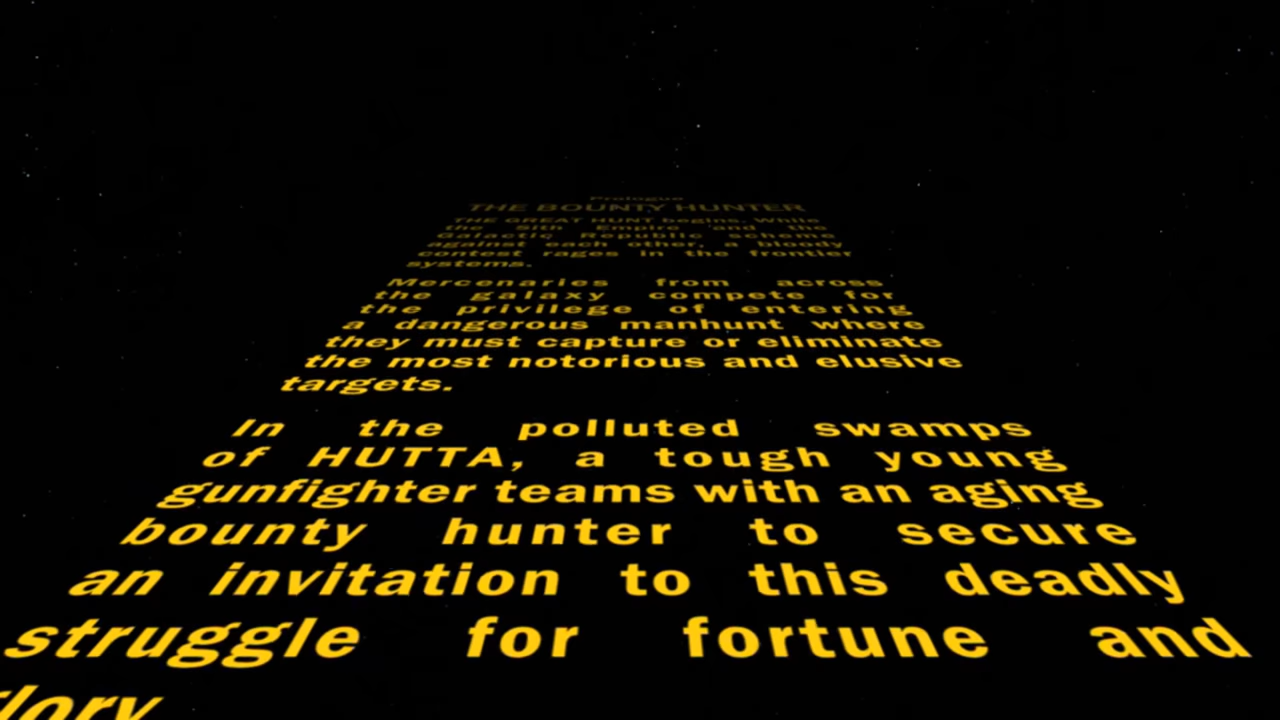 Prologue
THE BOUNTY HUNTER
THE GREAT HUNT begins. While
the Sith Empire and the
Galactic Republic scheme
against each other, a bloody
contest rages in the frontier
systems.
Mercenaries from across
the galaxy compete for
the privilege of entering
a dangerous manhunt where
they must capture or eliminate
the most notorious and elusive
targets.
In the polluted swamps
of HUTTA, a tough young
gunfighter teams with an aging
bounty hunter to secure
an invitation to this deadly
struggle for fortune and
glory